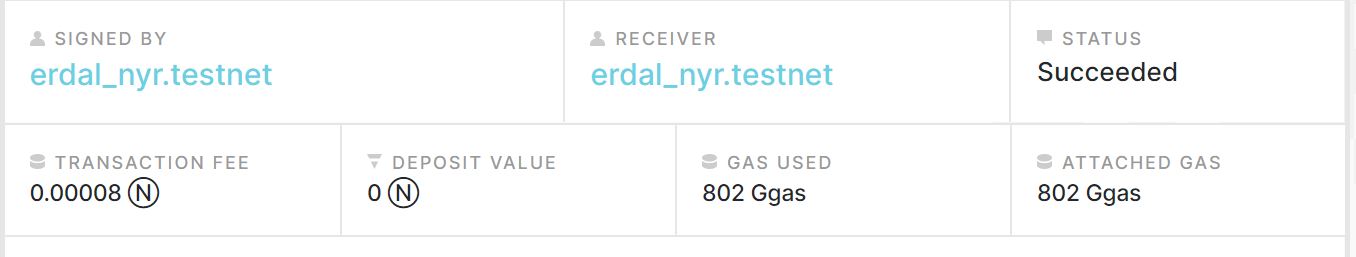 SIGNED BY
erdal_nyr.testnet
RECEIVER
erdal_nyr.testnet
STATUS
Succeeded
TRANSACTION FEE
0.00008 Ⓝ
DEPOSIT VALUE
0 Ⓝ
GAS USED
802 Ggas
ATTACHED GAS
802 Ggas